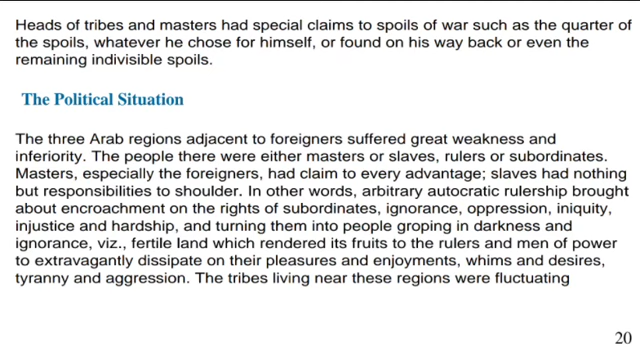 Heads of tribes and masters had special claims to spoils of war such as the quarter of
the spoils, whatever he chose for himself, or found on his way back or even the
remaining indivisible spoils.
The Political Situation
The three Arab regions adjacent to foreigners suffered great weakness and
inferiority. The people there were either masters or slaves, rulers or subordinates.
Masters, especially the foreigners, had claim to every advantage; slaves had nothing
but responsibilities to shoulder. In other words, arbitrary autocratic rulership brought
about encroachment on the rights of subordinates, ignorance, oppression, iniquity,
injustice and hardship, and turning them into people groping in darkness and
ignorance, viz., fertile land which rendered its fruits to the rulers and men of power
to extravagantly dissipate on their pleasures and enjoyments, whims and desires,
tyranny and aggression. The tribes living near these regions were fluctuating
20